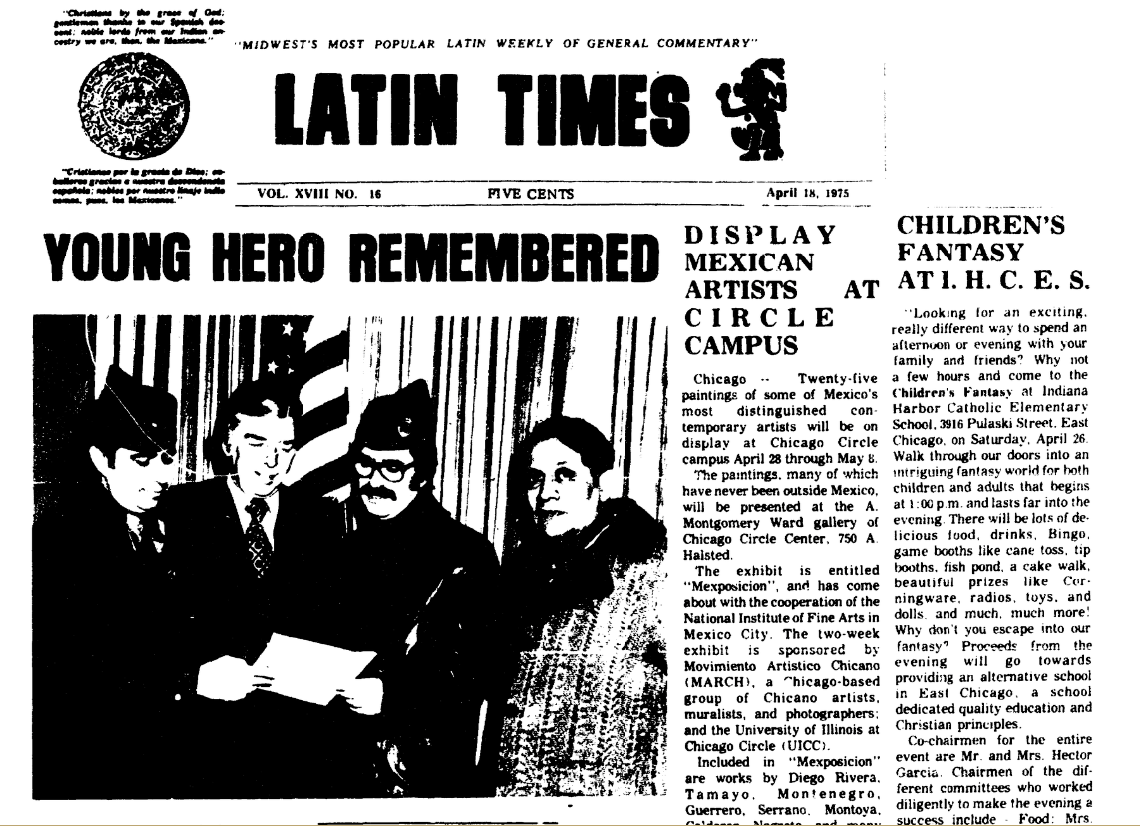 "Christians by the grace of God;
gentlemen thanks to our Spanish des-
cent; noble lords from our Indian an-
cestry we are, then, the Mexicans."
"MIDWEST'S MOST POPULAR LATIN WEEKLY OF GENERAL COMMENTARY"
LATIN TIMES
"Cristianos por la gracia de Dios; ca-
balleros gracias a nuestra descendencia
española; nobles por nuestro linaje indio
somos, pues, los Mexicanos."
VOL. XVIII NO. 16
FIVE CENTS
April 18, 1975
YOUNG HERO REMEMBERED
DISPLAY
MEXICAN
ARTISTS AT
CIRCLE
CAMPUS
Chicago -- Twenty-five
paintings of some of Mexico's
most distinguished con-
temporary artists will be on
display at Chicago Circle
campus April 28 through May 8.
The paintings, many of which
have never been outside Mexico,
will be presented at the A.
Montgomery Ward gallery of
Chicago Circle Center, 750 A.
Halsted.
The exhibit is entitled
"Mexposicion", and has come
about with the cooperation of the
National Institute of Fine Arts in
Mexico City. The two-week
exhibit is sponsored by
Movimiento Artistico Chicano
(MARCH), a Chicago-based
group of Chicano artists,
muralists, and photographers;
and the University of Illinois at
Chicago Circle (UICC).
Included in "Mexposicion"
are works by Diego Rivera,
Tamayo, Montenegro,
Guerrero, Serrano, Montoya,
CHILDREN'S
FANTASY
AT I. H. C. E. S.
"Looking for an exciting,
really different way to spend an
afternoon or evening with your
family and friends? Why not
a few hours and come to the
Children's Fantasy at Indiana
Harbor Catholic Elementary
School, 3916 Pulaski Street, East
Chicago, on Saturday, April 26.
Walk through our doors into an
intriguing fantasy world for both
children and adults that begins
at 1:00 p.m. and lasts far into the
evening. There will be lots of de-
licious food, drinks, Bingo,
game booths like cane toss, tip
booths, fish pond, a cake walk,
beautiful prizes like Cor-
ningware, radios, toys, and
dolls, and much, much more!
Why don't you escape into our
fantasy? Proceeds from the
evening will go towards
providing an alternative school
in East Chicago, a school
dedicated quality education and
Christian principles.
Co-chairmen for the entire
event are Mr. and Mrs. Hector
Garcia. Chairmen of the dif-
ferent committees who worked
diligently to make the evening a
success include - Food: Mrs.